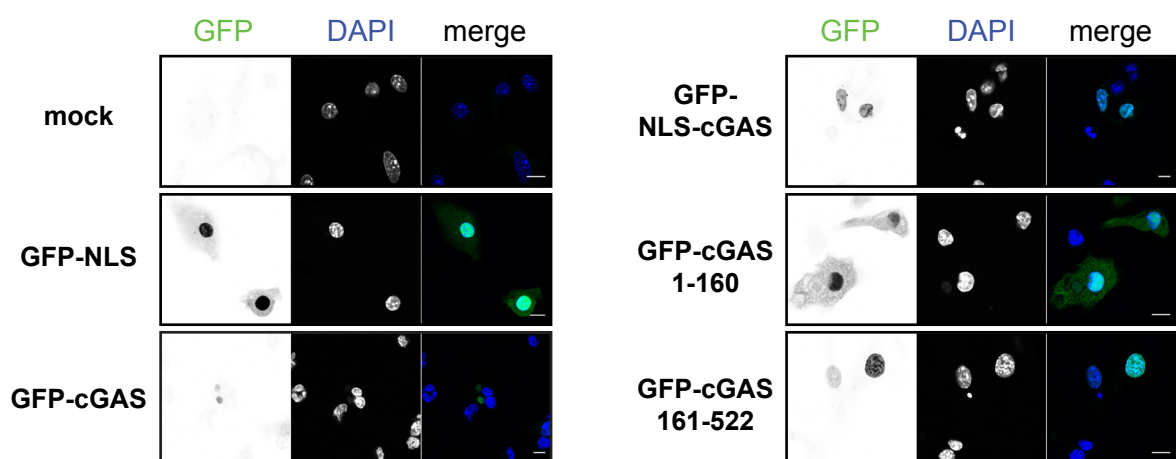 GFP DAPI merge
mock
GFP-NLS
GFP-cGAS
GFP DAPI merge
GFP-
NLS-cGAS
GFP-cGAS
1-160
GFP-cGAS
161-522